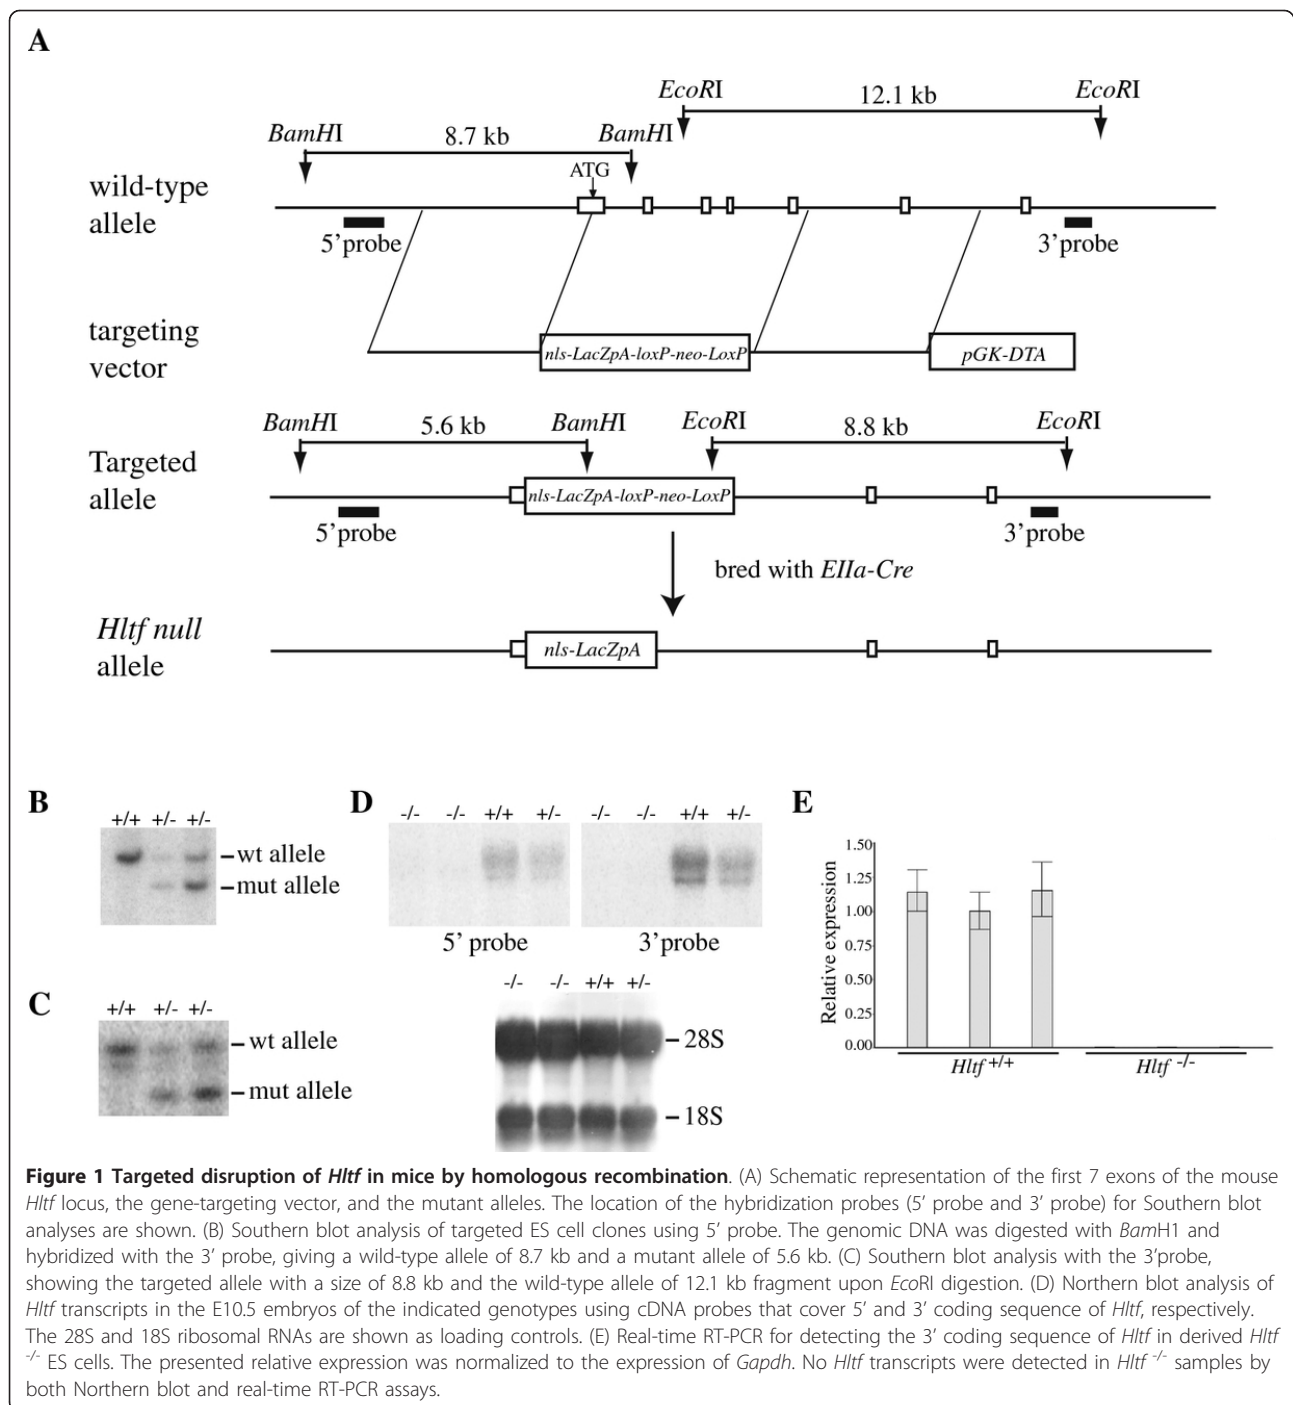 A
EcoRI 12.1 kb EcoRI
BamHI 8.7 kb BamHI
ATG
wild-type
allele
5’probe 3’probe
targeting
vector
nls-LacZpA-loxP-neo-LoxP pGK-DTA
BamHI 5.6 kb BamHI EcoRI 8.8 kb EcoRI
Targeted
allele
nls-LacZpA-loxP-neo-LoxP
5’probe 3’probe
bred with EIIa-Cre
Hltf null
allele
nls-LacZpA
B
+/+ +/- +/-
wt allele
mut allele
C
+/+ +/- +/-
wt allele
mut allele
D
-/- -/- +/+ +/- -/- -/- +/+ +/-
5’ probe 3’probe
-/- -/- +/+ +/-
28S
18S
E
Relative expression
1.50
1.25
1.00
0.75
0.50
0.25
0.00
Hltf +/+ Hltf -/-
Figure 1 Targeted disruption of Hltf in mice by homologous recombination. (A) Schematic representation of the first 7 exons of the mouse
Hltf locus, the gene-targeting vector, and the mutant alleles. The location of the hybridization probes (5’ probe and 3’ probe) for Southern blot
analyses are shown. (B) Southern blot analysis of targeted ES cell clones using 5’ probe. The genomic DNA was digested with BamH1 and
hybridized with the 3’ probe, giving a wild-type allele of 8.7 kb and a mutant allele of 5.6 kb. (C) Southern blot analysis with the 3’probe,
showing the targeted allele with a size of 8.8 kb and the wild-type allele of 12.1 kb fragment upon EcoRI digestion. (D) Northern blot analysis of
Hltf transcripts in the E10.5 embryos of the indicated genotypes using cDNA probes that cover 5’ and 3’ coding sequence of Hltf, respectively.
The 28S and 18S ribosomal RNAs are shown as loading controls. (E) Real-time RT-PCR for detecting the 3’ coding sequence of Hltf in derived Hltf
-/- ES cells. The presented relative expression was normalized to the expression of Gapdh. No Hltf transcripts were detected in Hltf -/- samples by
both Northern blot and real-time RT-PCR assays.